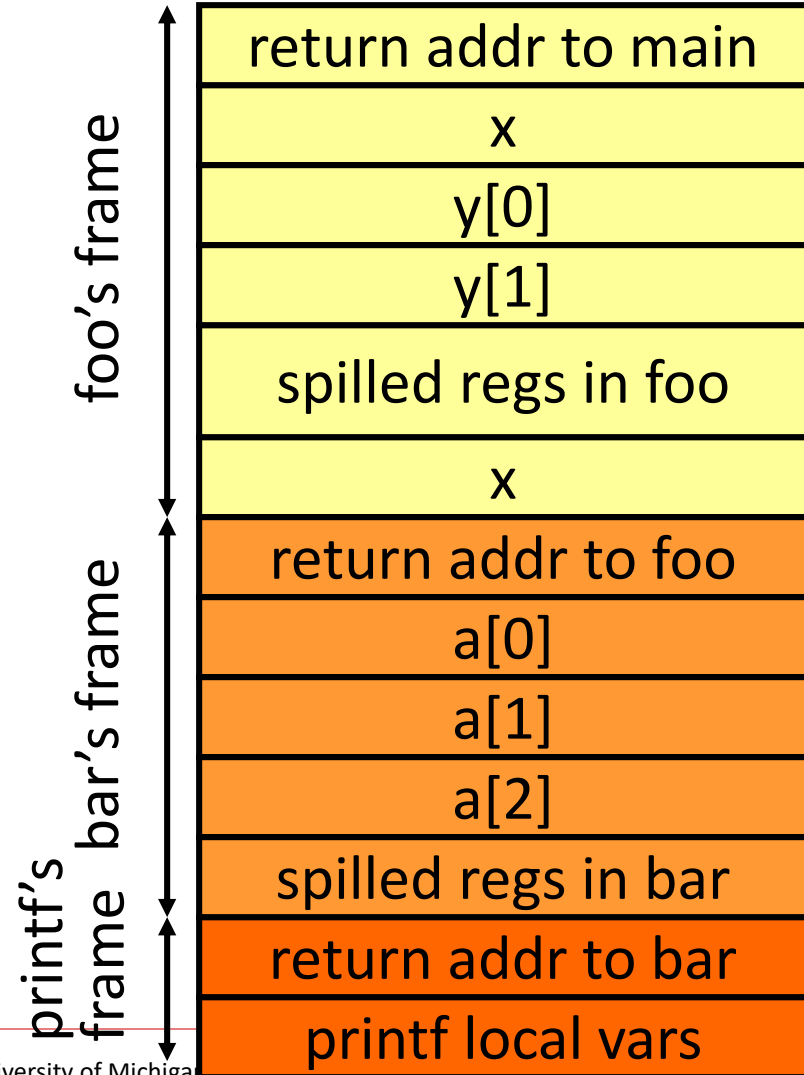 return addr to main
x
y[0]
y[1]
spilled regs in foo
x
foo’s frame
return addr to foo
a[0]
a[1]
a[2]
spilled regs in bar
bar’s frame
return addr to bar
printf local vars
printf’s
frame
of